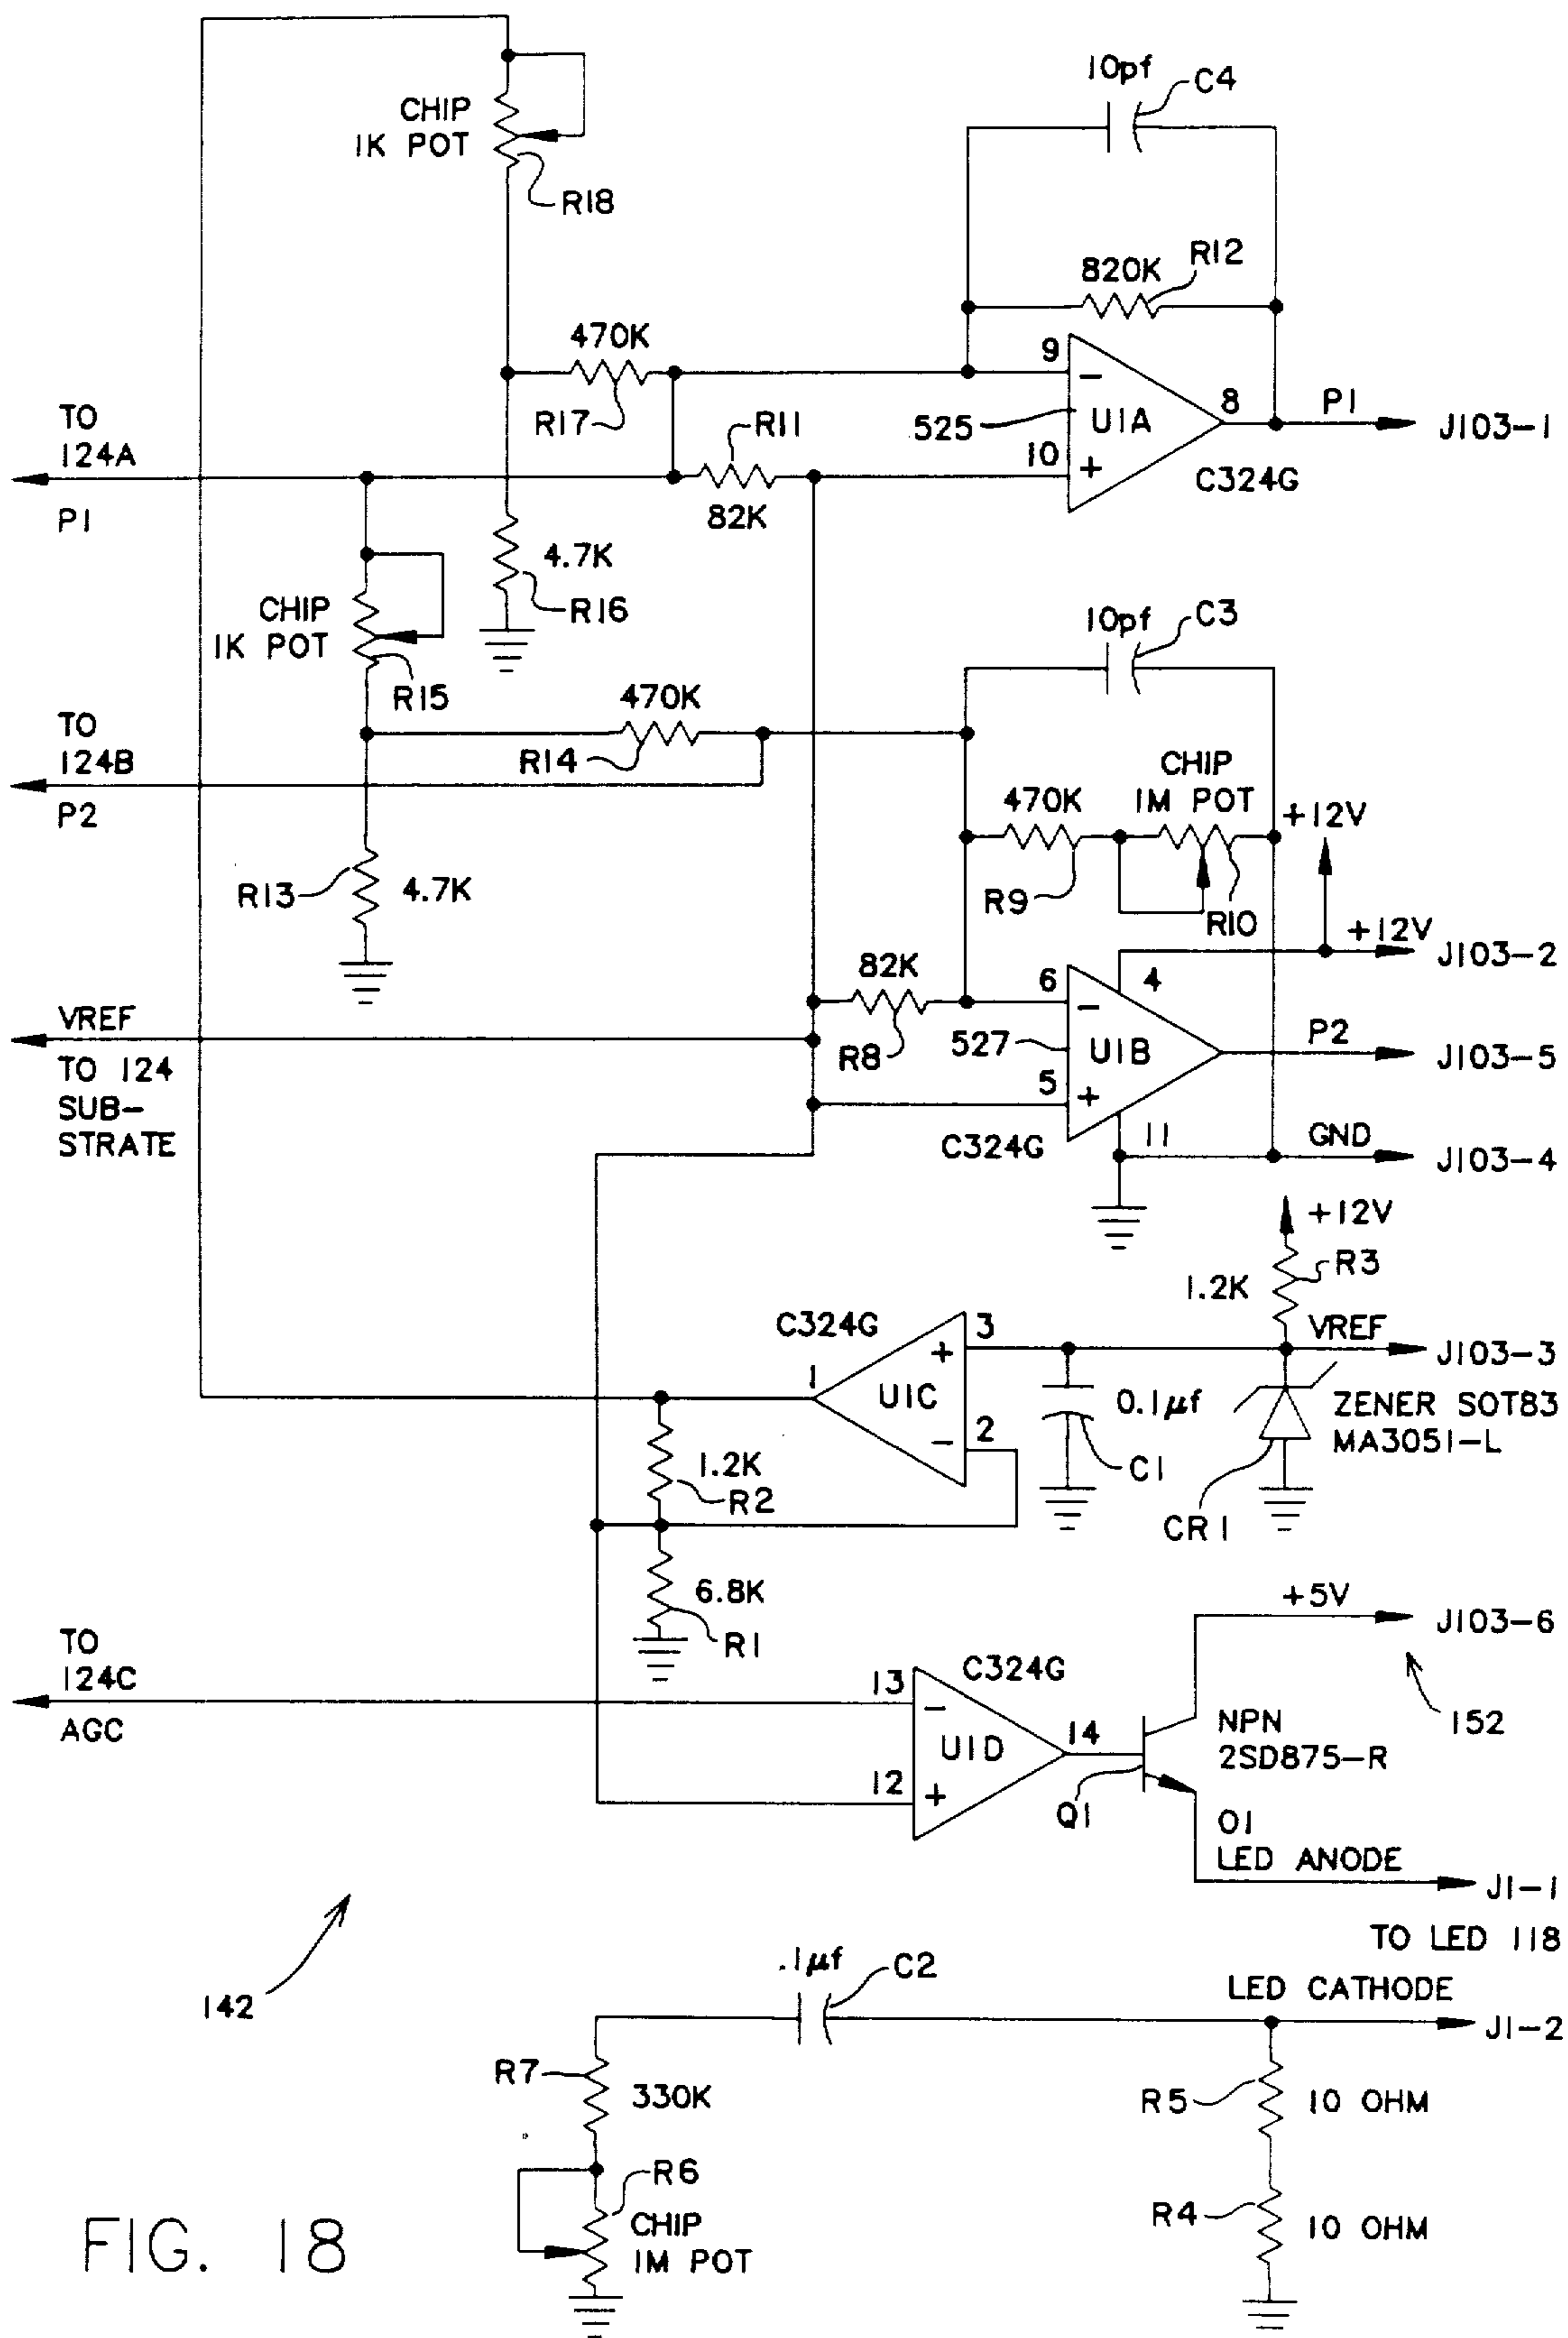 10pf
C4
CHIP
1K POT
R18
820K
R12
470K
R17
9
-
8
P1
J103-1
525
U1A
10
+
C324G
TO
124A
P1
R11
82K
4.7K
R16
CHIP
1K POT
R15
10pf
C3
470K
R14
TO
124B
P2
CHIP
1M POT
470K
R9
R10
+12V
R13
4.7K
+12V
J103-2
82K
R8
6
-
4
527
U1B
P2
J103-5
5
+
C324G
11
GND
J103-4
VREF
TO 124
SUB-
STRATE
+12V
R3
1.2K
VREF
J103-3
C324G
3
+
1
U1C
2
-
0.1µf
C1
ZENER SOT83
MA3051-L
CR1
1.2K
R2
6.8K
R1
+5V
J103-6
152
TO
124C
AGC
C324G
13
-
U1D
14
12
+
NPN
2SD875-R
Q1
O1
LED ANODE
J1-1
TO LED 118
142
.1µf
C2
LED CATHODE
J1-2
R7
330K
R5
10 OHM
R6
CHIP
1M POT
R4
10 OHM
FIG. 18